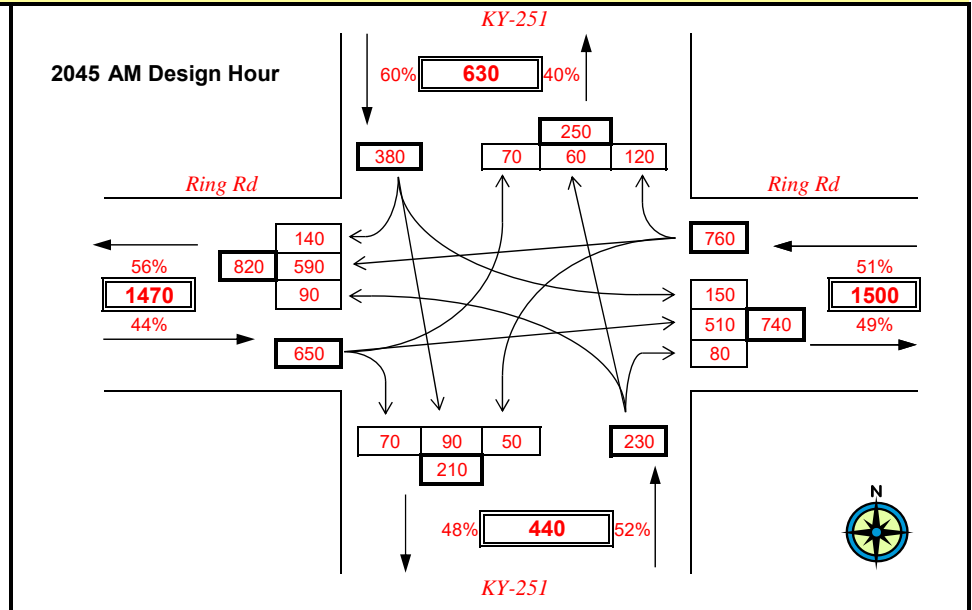 KY-251
2045 AM Design Hour
60% 630 40%
250
380 70 60 120
Ring Rd Ring Rd
140 760
56% 820 590 51%
1470 90 150 1500
44% 510 740 49%
650 80
70 90 50 230
210
N
48% 440 52%
KY-251